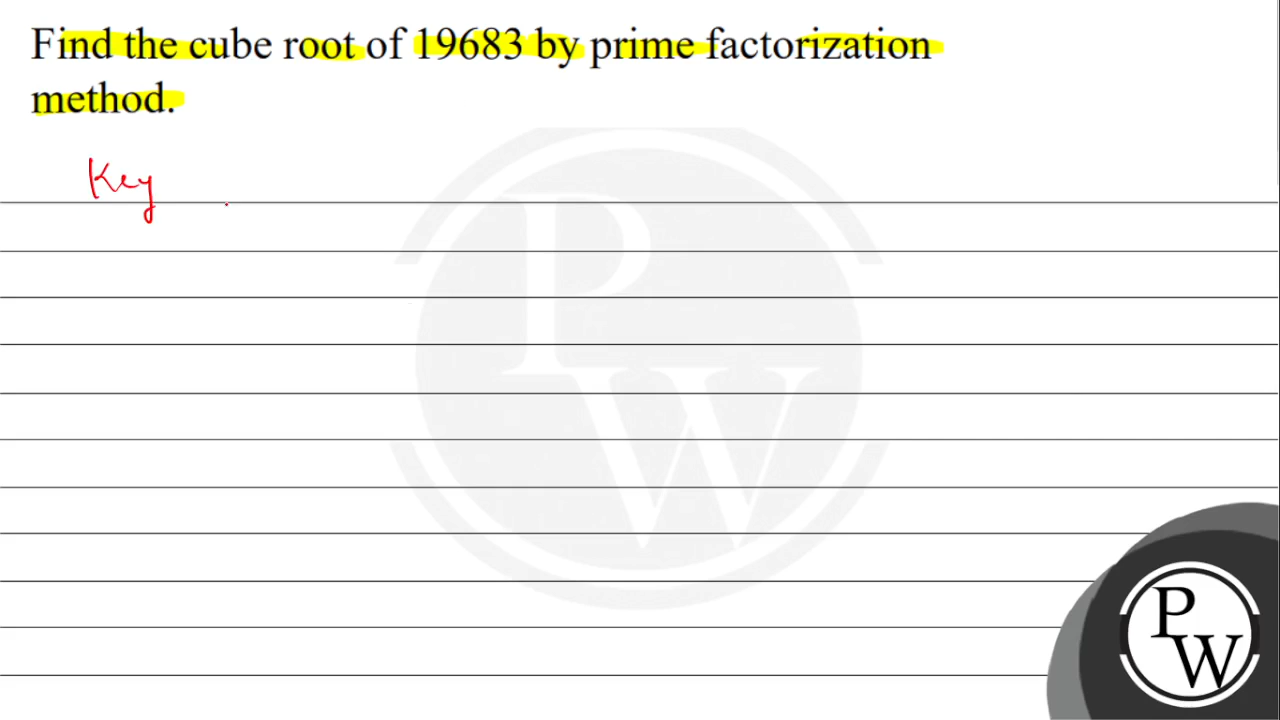 Find the cube root of 19683 by prime factorization
method.
Key
P
W
P
W